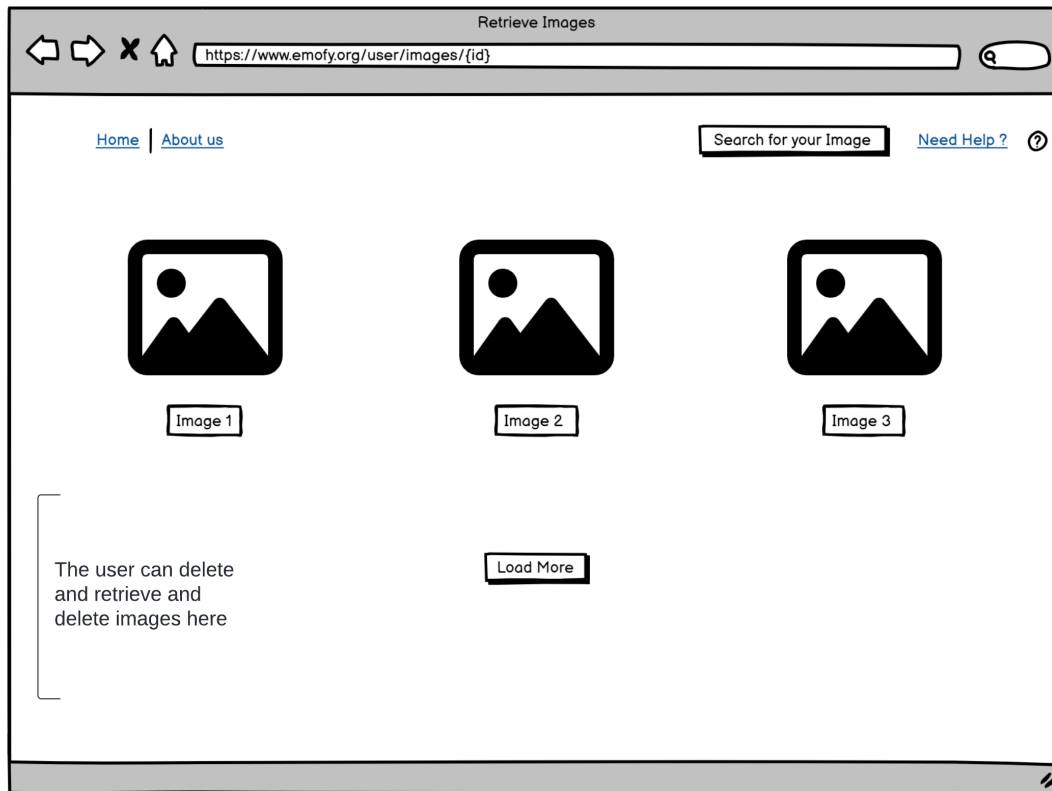 Retrieve Images
https://www.emofy.org/user/images/{id}
Home | About us
Search for your Image
Need Help ?
?
Image 1
Image 2
Image 3
The user can delete
and retrieve and
delete images here
Load More